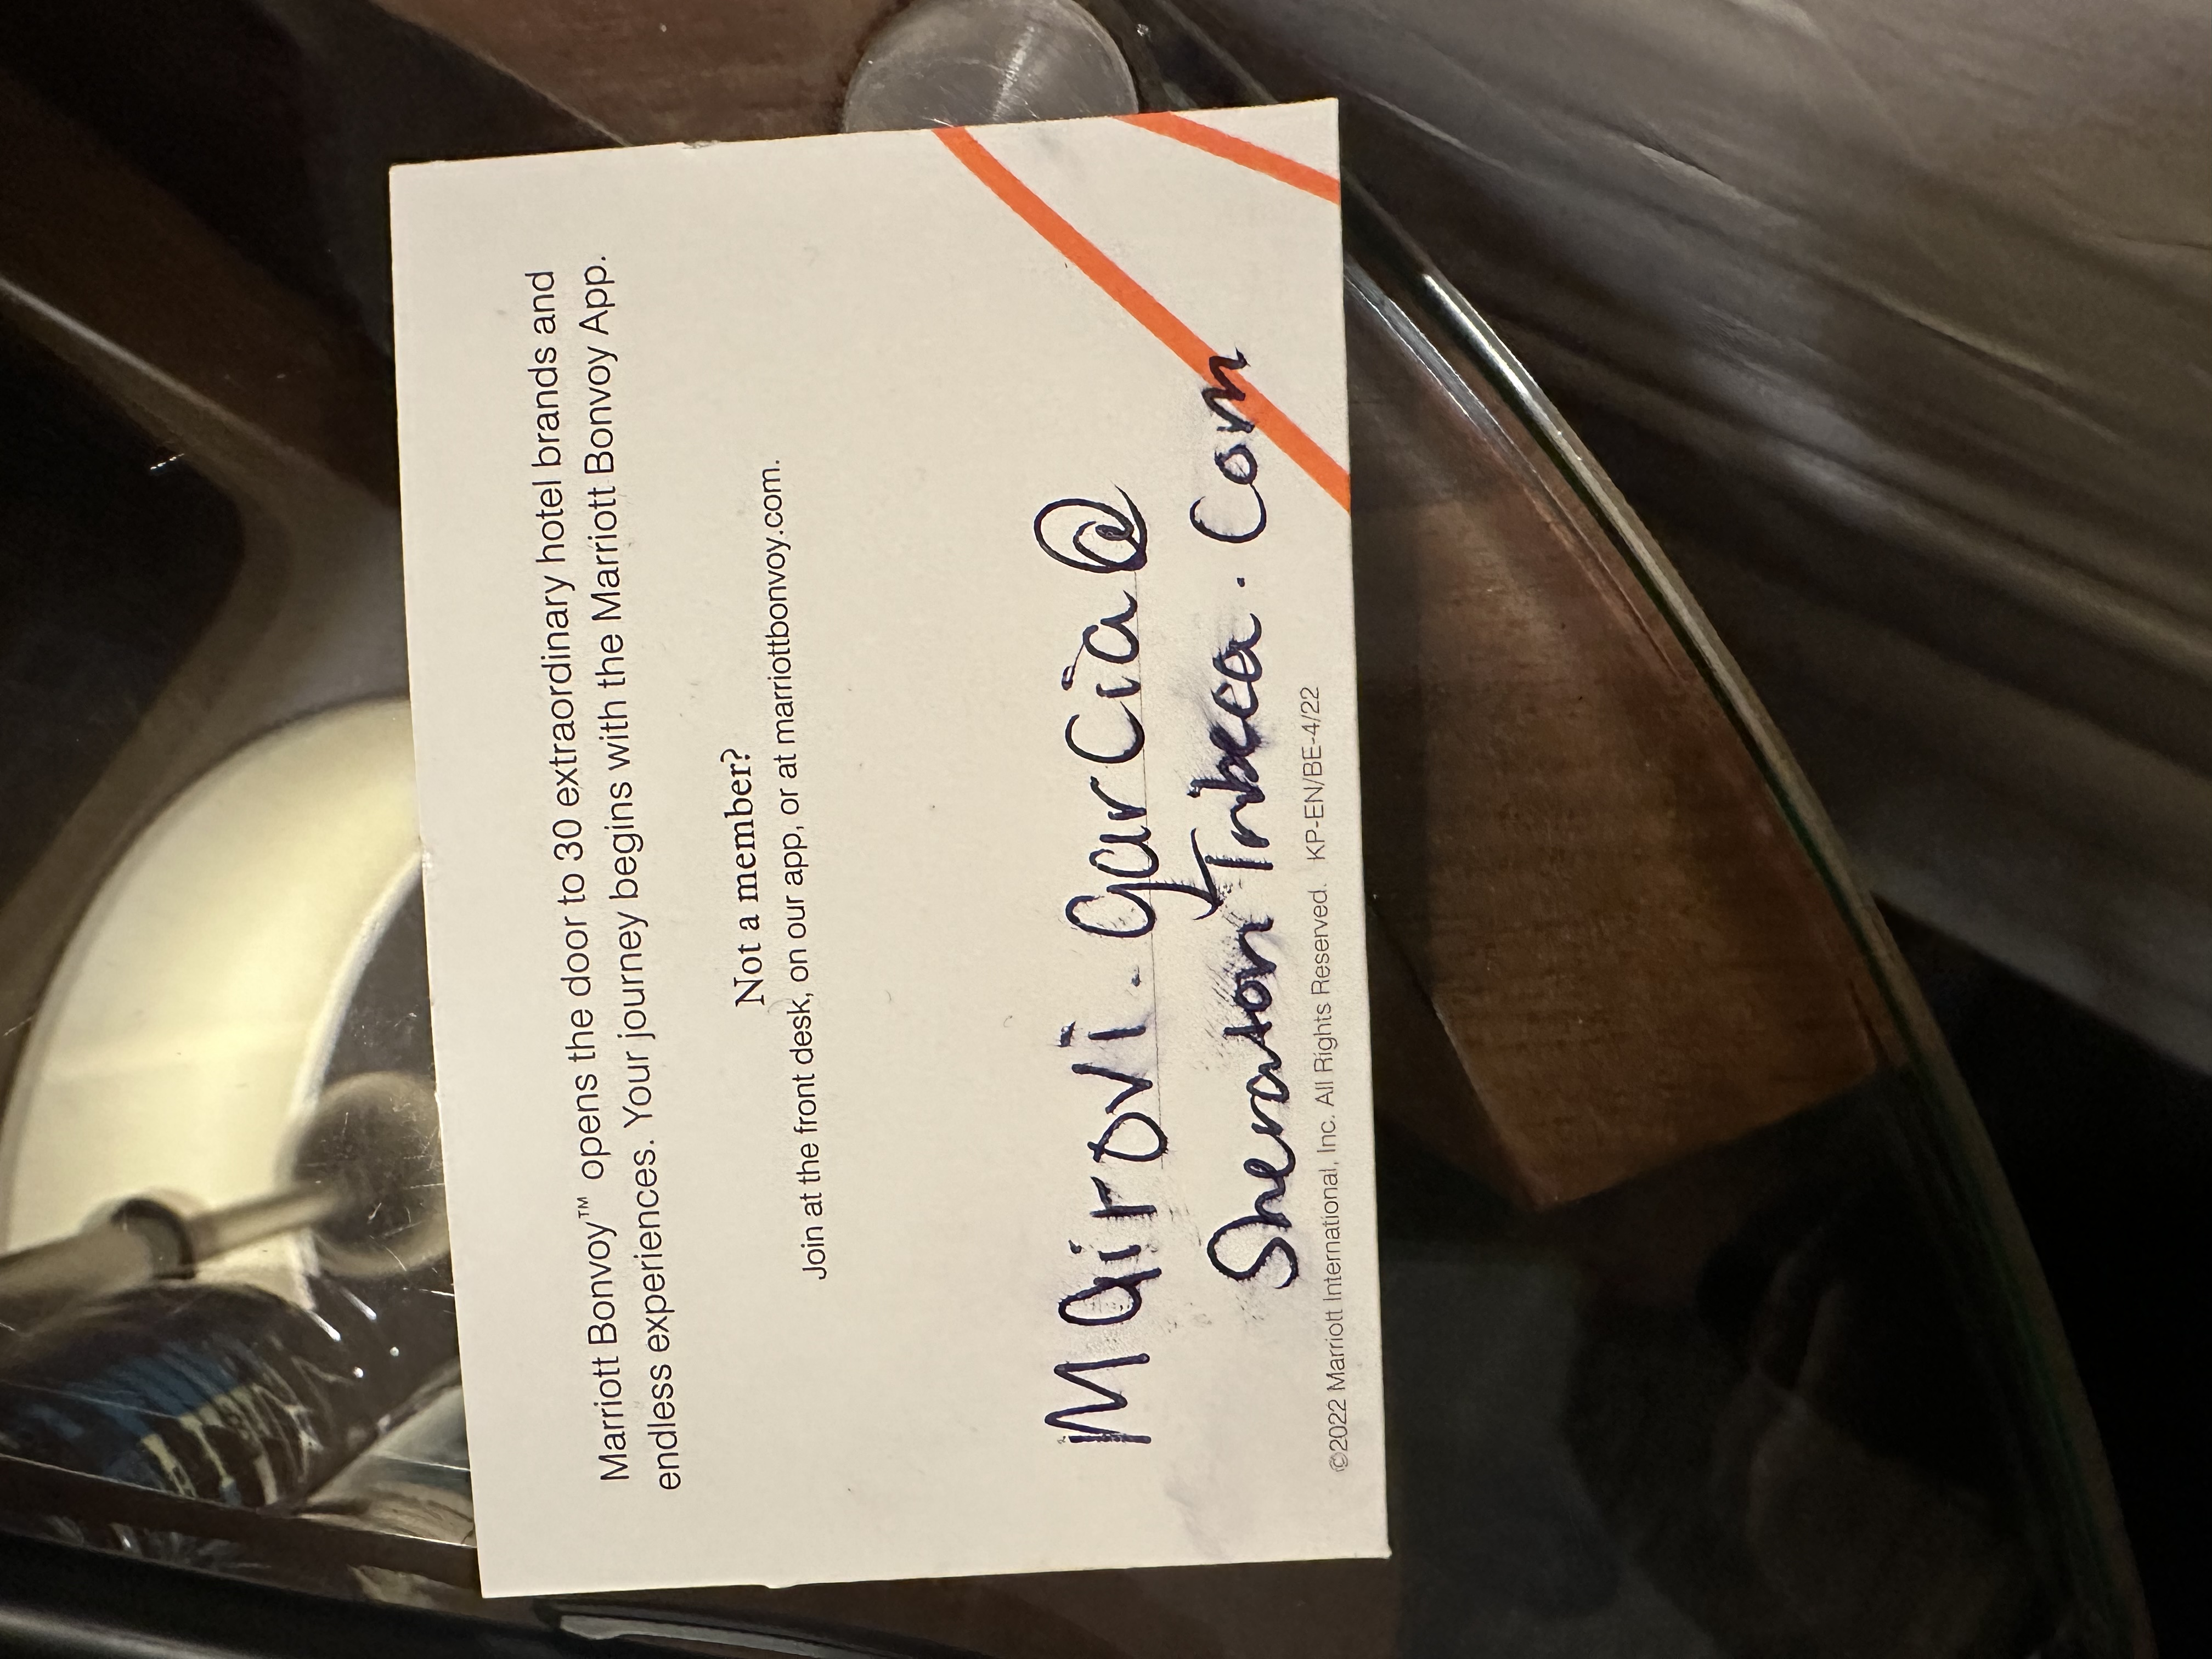 Marriott Bonvoy™ opens the door to 30 extraordinary hotel brands and
endless experiences. Your journey begins with the Marriott Bonvoy App.
Not a member?
Join at the front desk, on our app, or at marriottbonvoy.com.
Mairovi.garcia@
SheratonTribeca.com
©2022 Marriott International, Inc. All Rights Reserved. KP-EN/BE-4/22